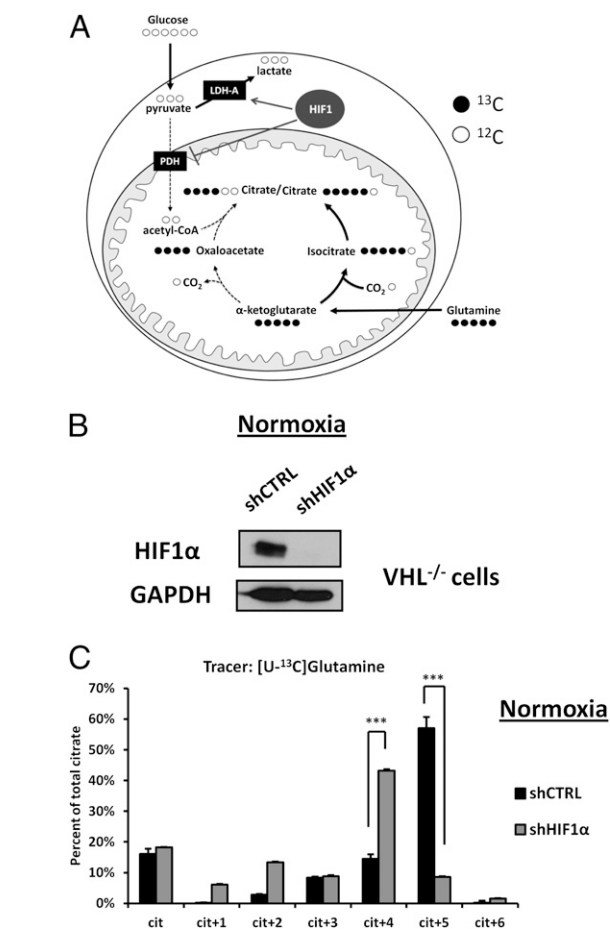 A
Glucose
lactate
LDH-A
pyruvate
HIF1
13C
12C
PDH
Citrate/Citrate
acetyl-CoA
Oxaloacetate
Isocitrate
CO2
CO2
α-ketoglutarate
Glutamine
B
Normoxia
shCTRL
shHIF1α
HIF1α
GAPDH
VHL-/- cells
C
Tracer: [U-13C]Glutamine
Normoxia
Percent of total citrate
70%
60%
50%
40%
30%
20%
10%
0%
***
***
shCTRL
shHIF1α
cit
cit+1
cit+2
cit+3
cit+4
cit+5
cit+6